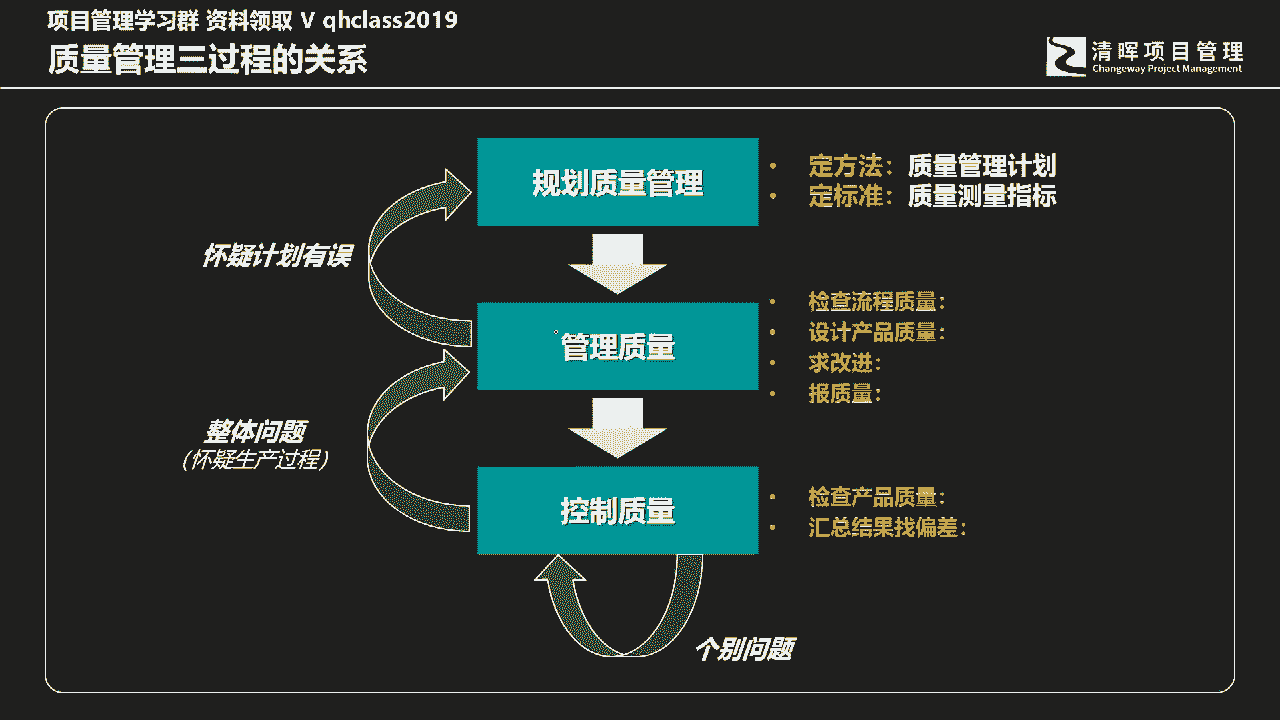 项目管理学习群 资料领取 V qhclass2019
质量管理三过程的关系
清晖项目管理
Changeway Project Management
规划质量管理
• 定方法：质量管理计划
• 定标准：质量测量指标
怀疑计划有误
管理质量
• 检查流程质量：
• 设计产品质量：
• 求改进：
• 报质量：
整体问题
(怀疑生产过程)
控制质量
• 检查产品质量：
• 汇总结果找偏差：
个别问题